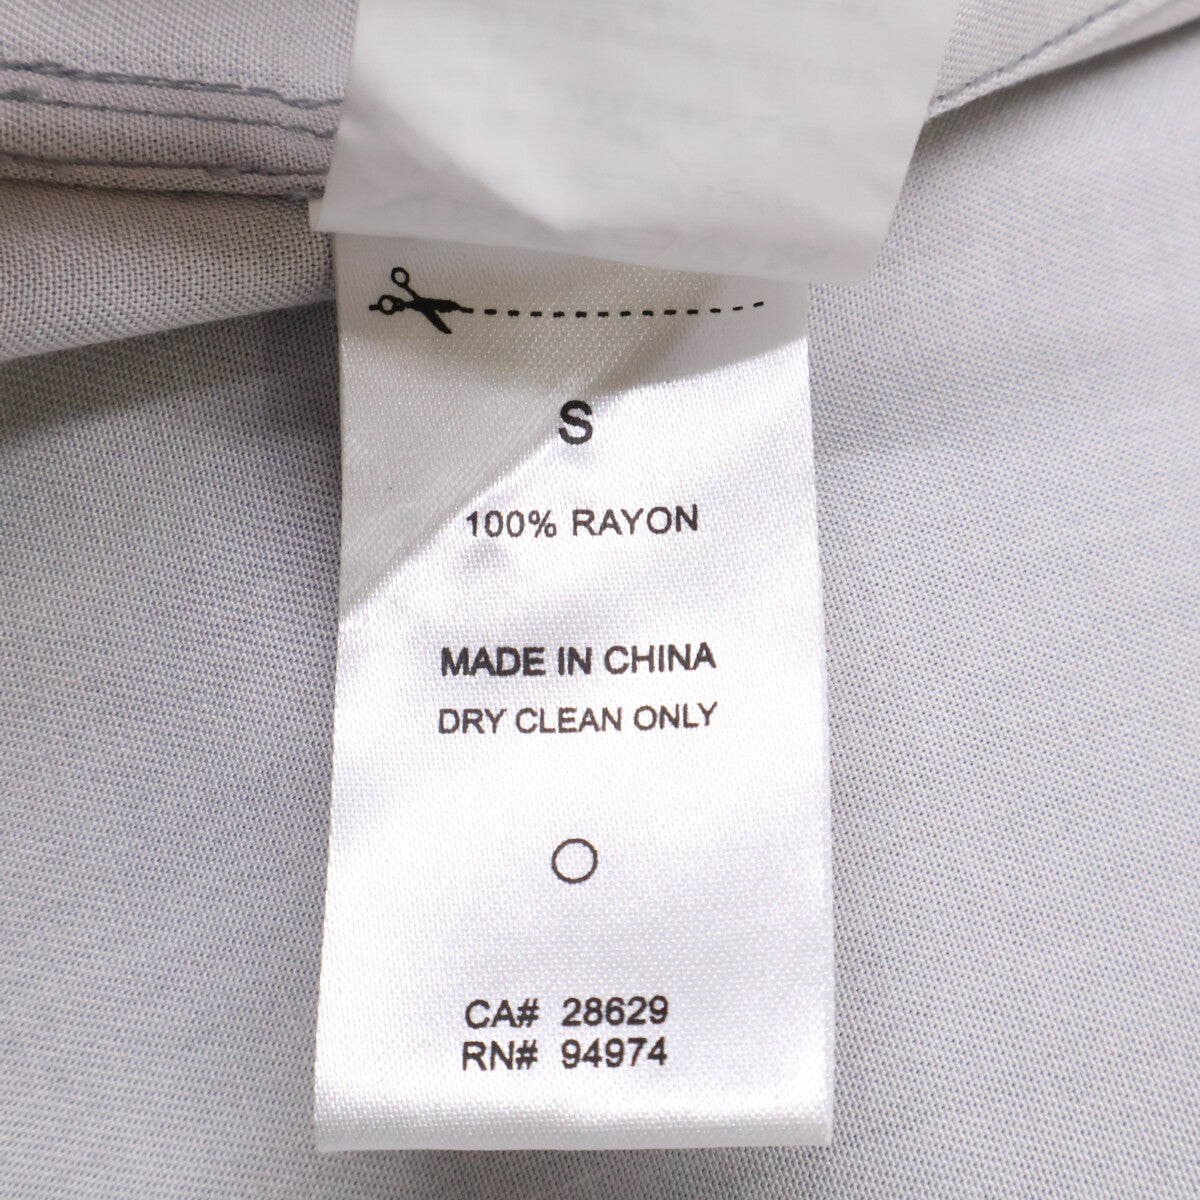 S
100% RAYON
MADE IN CHINA
DRY CLEAN ONLY
CA# 28629
RN# 94974